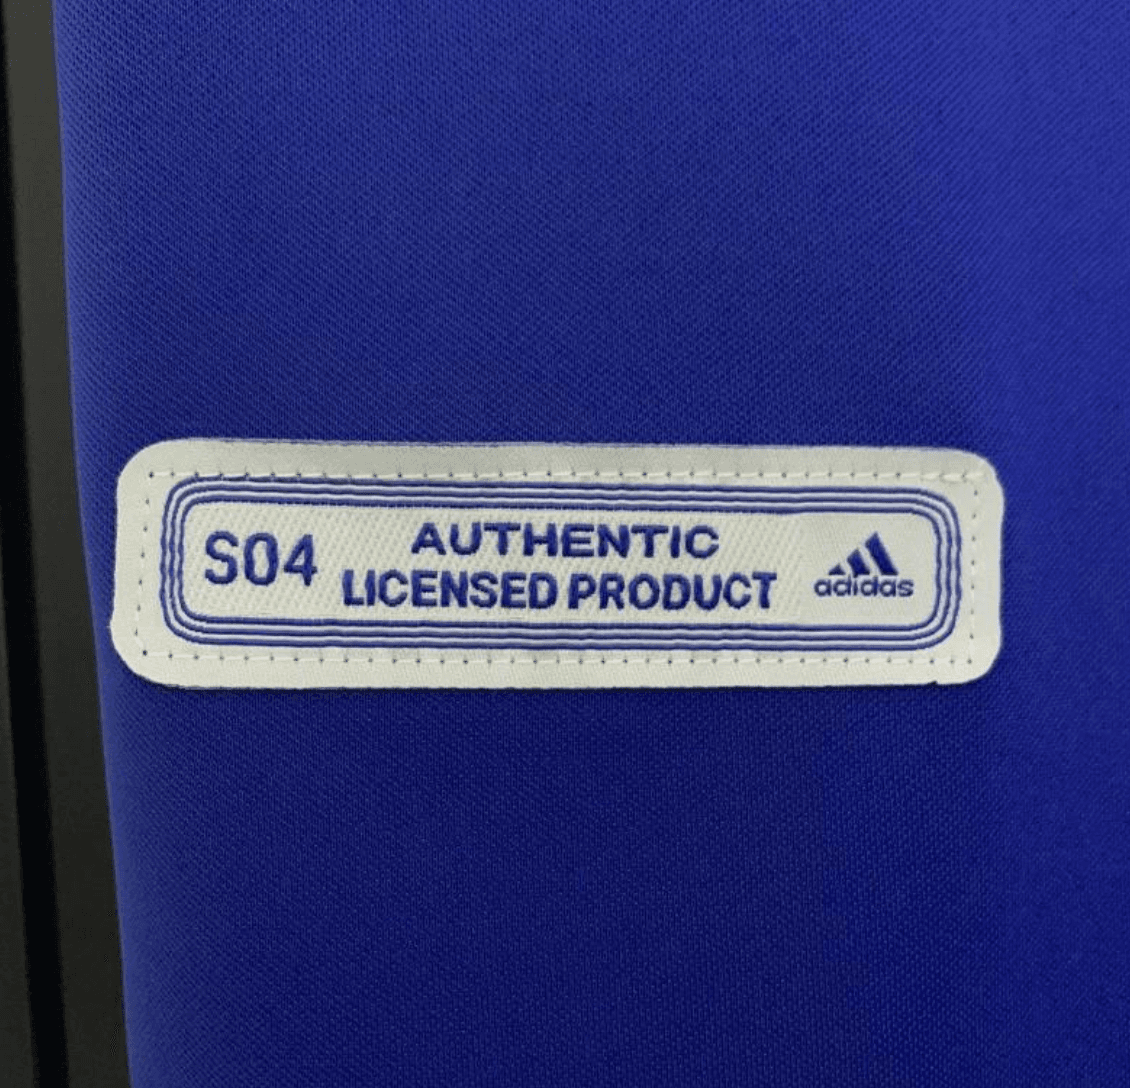 S04
AUTHENTIC
LICENSED PRODUCT
adidas